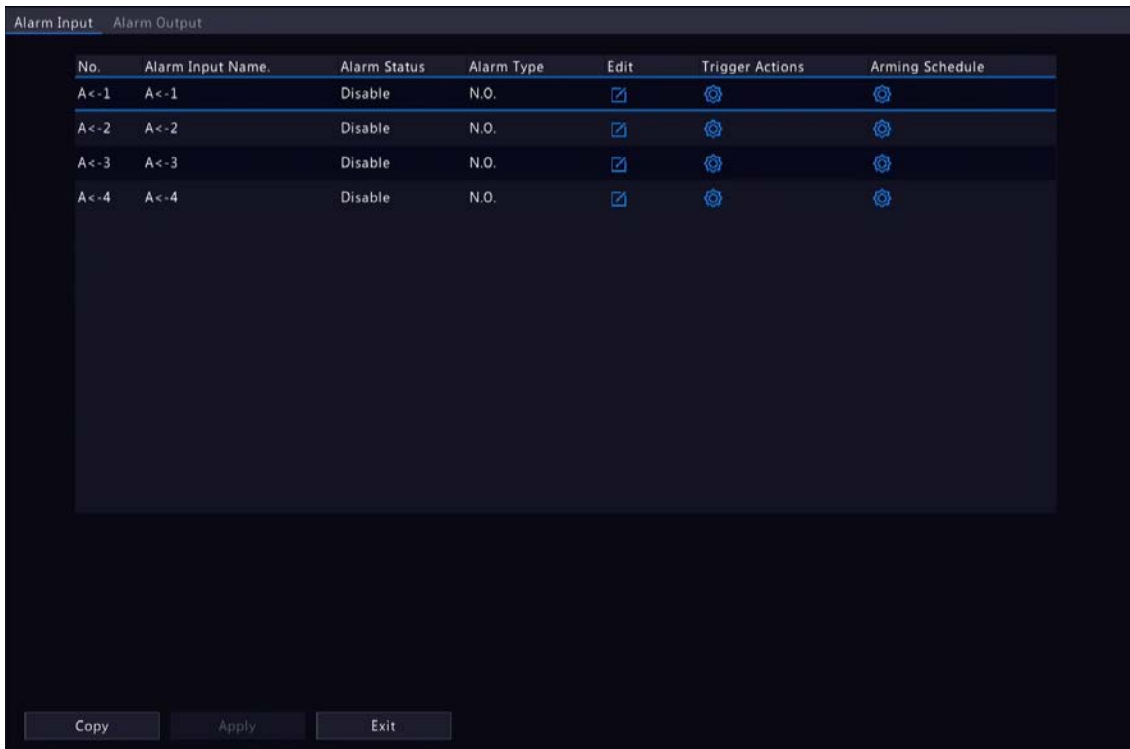 Alarm Input Alarm Output
No. Alarm Input Name. Alarm Status Alarm Type Edit Trigger Actions Arming Schedule
A<-1 A<-1 Disable N.O.
A<-2 A<-2 Disable N.O.
A<-3 A<-3 Disable N.O.
A<-4 A<-4 Disable N.O.
Copy Apply Exit